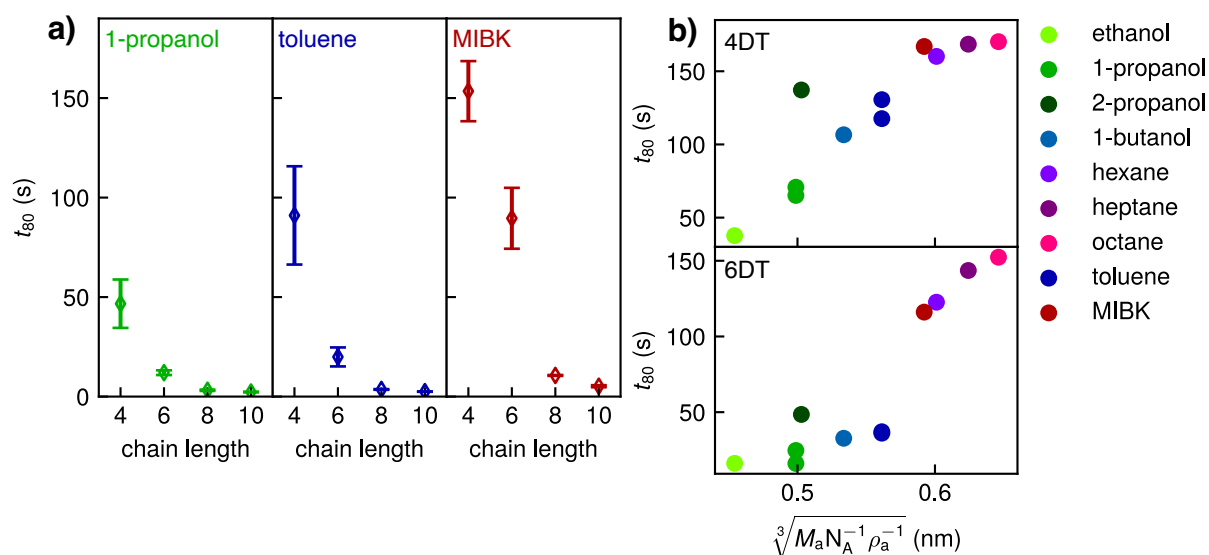 a)
1-propanol
toluene
MIBK
t80 (s)
150
100
50
0
4 6 8 10
4 6 8 10
4 6 8 10
chain length
chain length
chain length
b)
4DT
t80 (s)
150
100
50
6DT
t80 (s)
150
100
50
0.5 0.6
∛(MₐN_A⁻¹ρₐ⁻¹) (nm)
ethanol
1-propanol
2-propanol
1-butanol
hexane
heptane
octane
toluene
MIBK